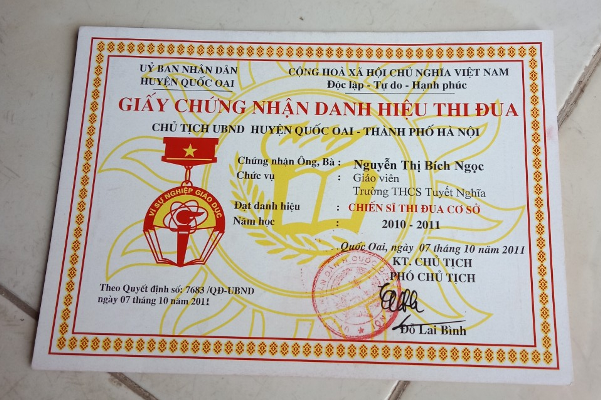 UỶ BAN NHÂN DÂN
HUYỆN QUỐC OAI
CỘNG HOÀ XÃ HỘI CHỦ NGHĨA VIỆT NAM
Độc lập - Tự do - Hạnh phúc
GIẤY CHỨNG NHẬN DANH HIỆU THI ĐUA
CHỦ TỊCH UBND HUYỆN QUỐC OAI - THÀNH PHỐ HÀ NỘI
Chứng nhận Ông, Bà : Nguyễn Thị Bích Ngọc
Chức vụ : Giáo viên
Trường THCS Tuyết Nghĩa
Đạt danh hiệu : CHIẾN SĨ THI ĐUA CƠ SỞ
Năm học : 2010 - 2011
VÌ SỰ NGHIỆP GIÁO DỤC
Quốc Oai, ngày 07 tháng 10 năm 2011
KT. CHỦ TỊCH
PHÓ CHỦ TỊCH
Theo Quyết định số: 7683 /QĐ-UBND
ngày 07 tháng 10 năm 2011
Đỗ Lai Bình